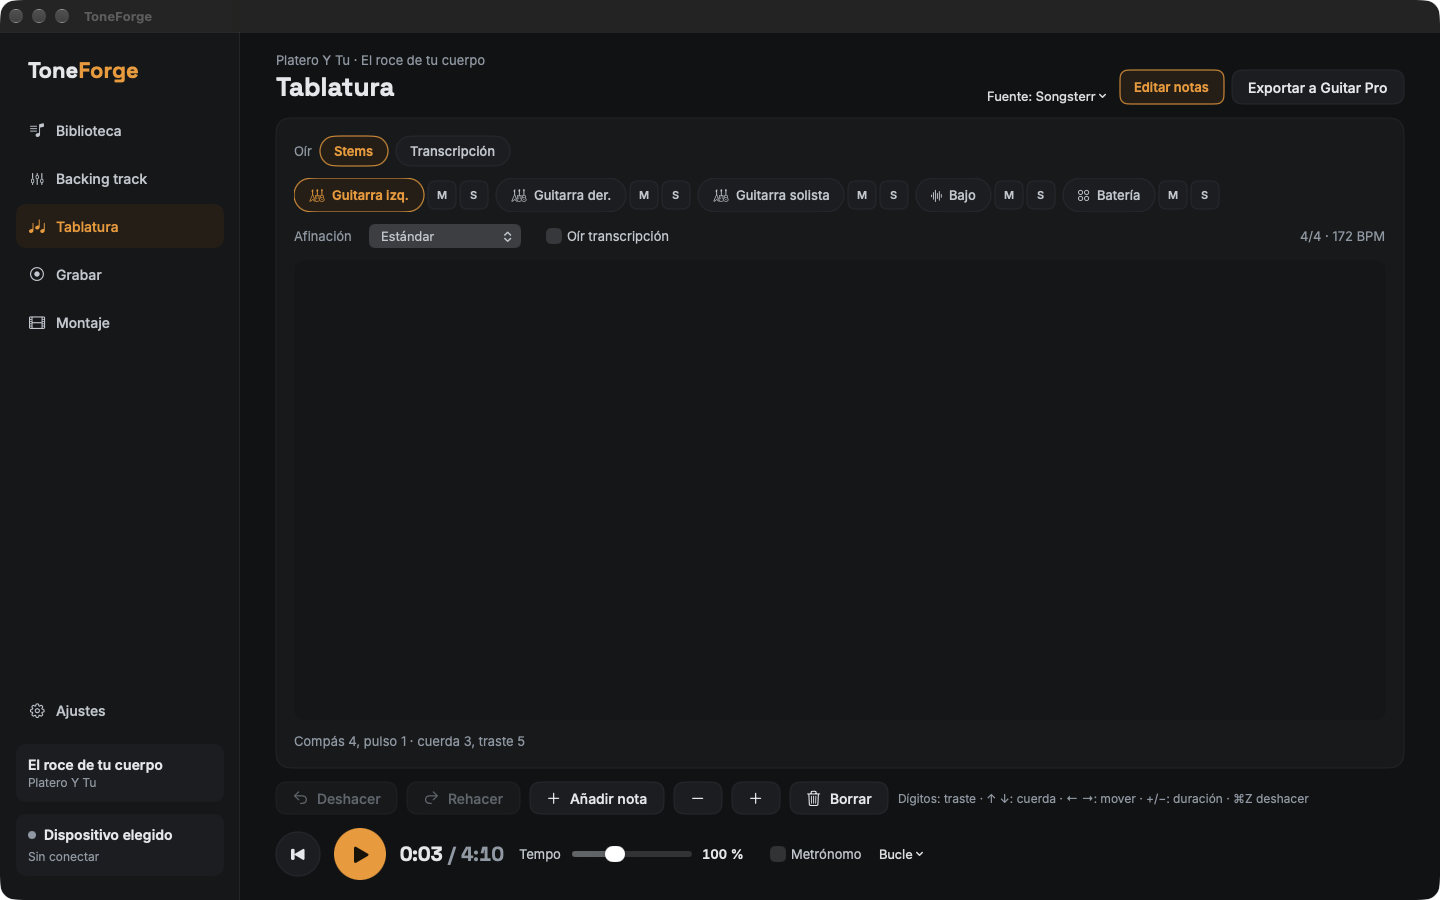 ToneForge
ToneForge
Biblioteca
Backing track
Tablatura
Grabar
Montaje
Ajustes
El roce de tu cuerpo
Platero Y Tu
Dispositivo elegido
Sin conectar
Platero Y Tu · El roce de tu cuerpo
Tablatura
Fuente: Songsterr
Editar notas
Exportar a Guitar Pro
Oír Stems Transcripción
Guitarra izq. M S Guitarra der. M S Guitarra solista M S Bajo M S Batería M S
Afinación Estándar Oír transcripción 4/4 · 172 BPM
Compás 4, pulso 1 · cuerda 3, traste 5
Deshacer Rehacer + Añadir nota − + Borrar Dígitos: traste · ↑ ↓: cuerda · ← →: mover · +/−: duración · ⌘Z deshacer
0:03 / 4:10 Tempo 100 % Metrónomo Bucle